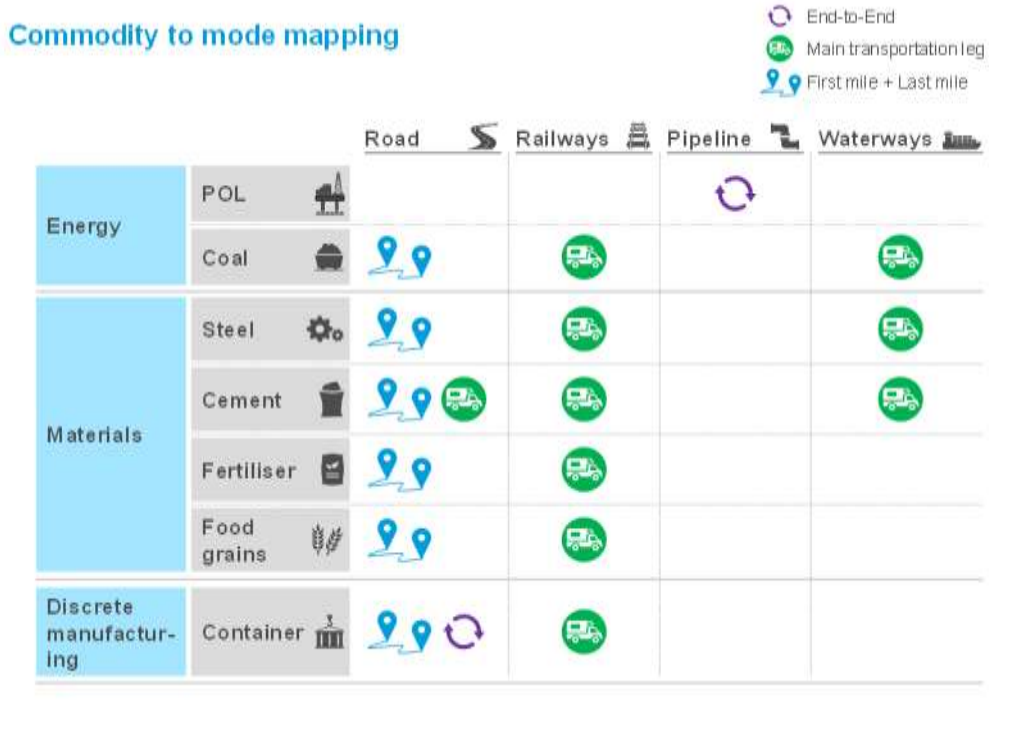 Commodity to mode mapping
End-to-End
Main transportation leg
First mile + Last mile
Road
Railways
Pipeline
Waterways
Energy
POL
Coal
Materials
Steel
Cement
Fertiliser
Food
grains
Discrete
manufactur-
ing
Container